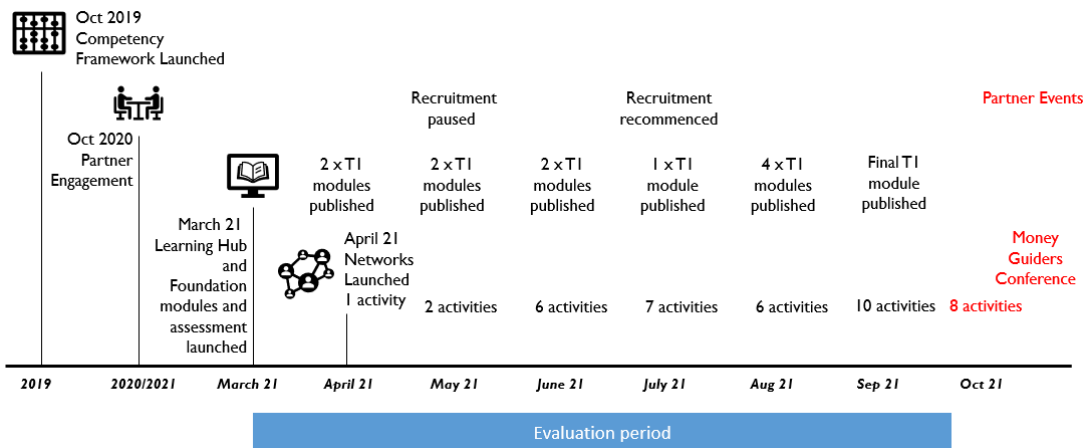 Oct 2019
Competency
Framework Launched
Oct 2020
Partner
Engagement
March 21
Learning Hub
and
Foundation
modules and
assessment
launched
April 21
Networks
Launched
1 activity
Recruitment
paused
Recruitment
recommenced
Partner Events
2 x T1
modules
published
2 x T1
modules
published
2 x T1
modules
published
1 x T1
module
published
4 x T1
modules
published
Final T1
module
published
Money
Guiders
Conference
2 activities
6 activities
7 activities
6 activities
10 activities
8 activities
2019
2020/2021
March 21
April 21
May 21
June 21
July 21
Aug 21
Sep 21
Oct 21
Evaluation period